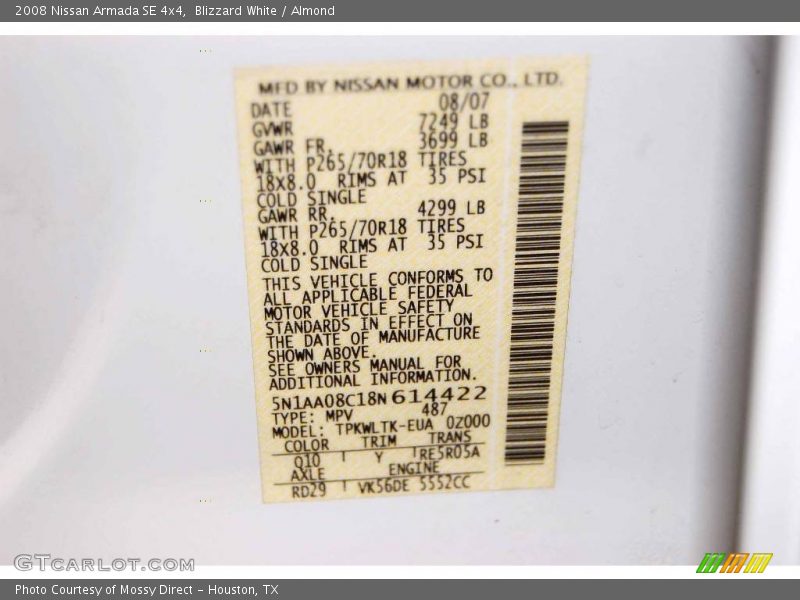 2008 Nissan Armada SE 4x4, Blizzard White / Almond
MFD BY NISSAN MOTOR CO., LTD.
DATE 08/07
GVWR 7249 LB
GAWR FR. 3699 LB
WITH P265/70R18 TIRES
18X8.0 RIMS AT 35 PSI
COLD SINGLE
GAWR RR. 4299 LB
WITH P265/70R18 TIRES
18X8.0 RIMS AT 35 PSI
COLD SINGLE
THIS VEHICLE CONFORMS TO
ALL APPLICABLE FEDERAL
MOTOR VEHICLE SAFETY
STANDARDS IN EFFECT ON
THE DATE OF MANUFACTURE
SHOWN ABOVE.
SEE OWNERS MANUAL FOR
ADDITIONAL INFORMATION.
5N1AA08C18N614422
TYPE: MPV 487
MODEL: TPKWLTK-EUA 0Z000
COLOR TRIM TRANS
Q10 Y RE5R05A
AXLE ENGINE
RD29 VK56DE 5552CC
GTCARLOT.COM
Photo Courtesy of Mossy Direct - Houston, TX